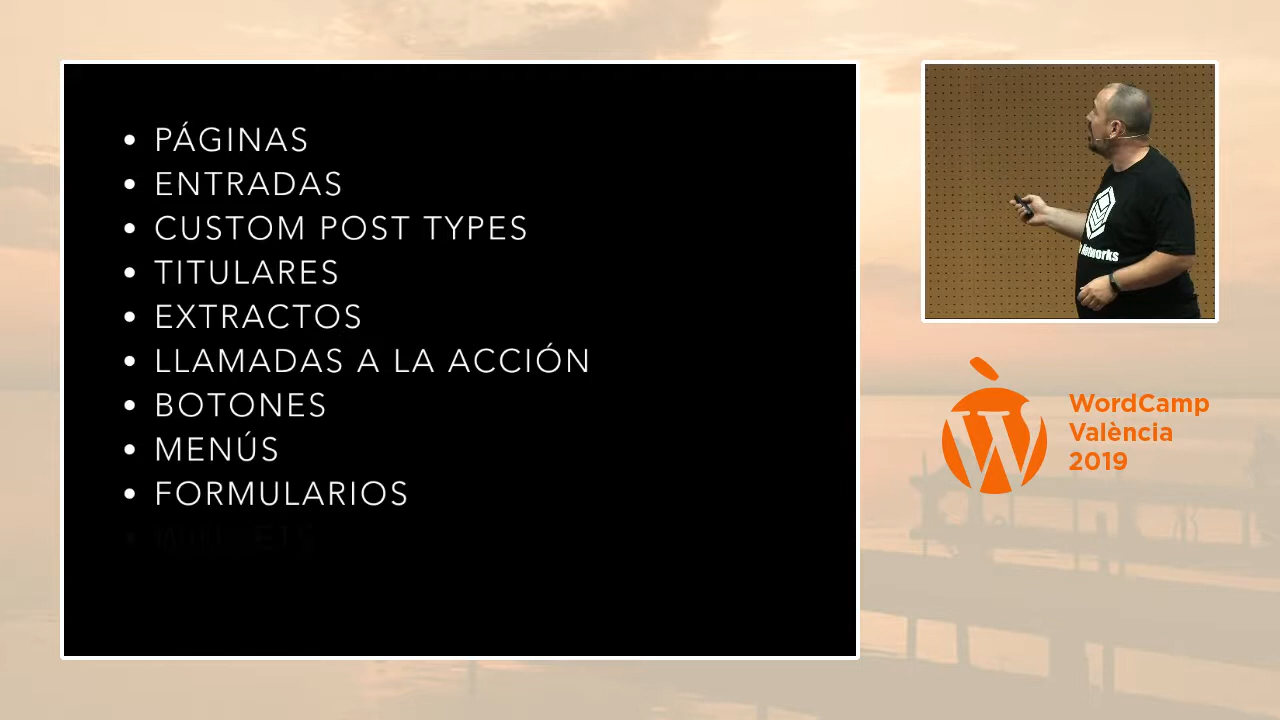 • PÁGINAS
• ENTRADAS
• CUSTOM POST TYPES
• TITULARES
• EXTRACTOS
• LLAMADAS A LA ACCIÓN
• BOTONES
• MENÚS
• FORMULARIOS
WordCamp
València
2019